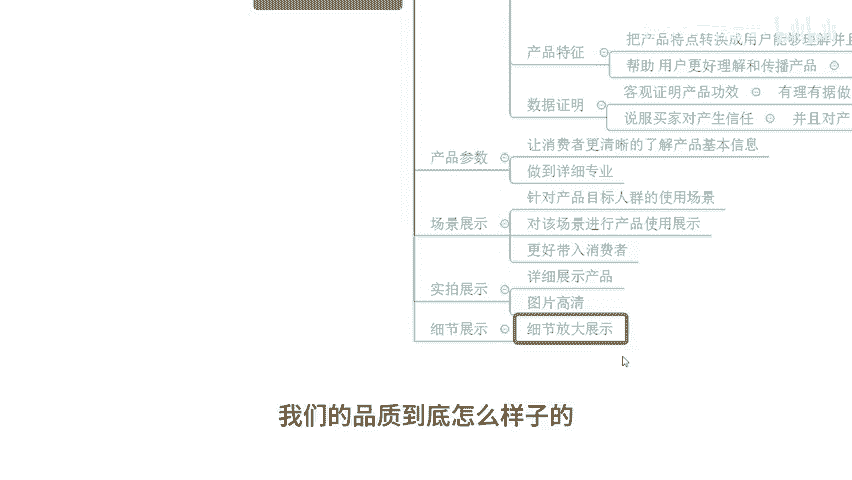 产品特征
把产品特点转换成用户能够理解并且
帮助 用户更好理解和传播产品
数据证明
客观证明产品功效
有理有据做
说服买家对产生信任
并且对产
产品参数
让消费者更清晰的了解产品基本信息
做到详细专业
场景展示
针对产品目标人群的使用场景
对该场景进行产品使用展示
更好带入消费者
实拍展示
详细展示产品
图片高清
细节展示
细节放大展示
我们的品质到底怎么样子的